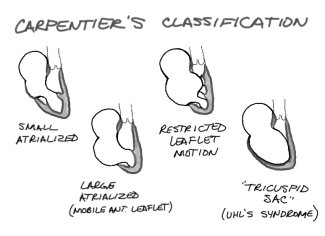 CARPENTIER'S CLASSIFICATION
SMALL
ATRIALIZED
LARGE
ATRIALIZED
(MOBILE ANT. LEAFLET)
RESTRICTED
LEAFLET
MOTION
"TRICUSPID
SAC"
(UHL'S SYNDROME)